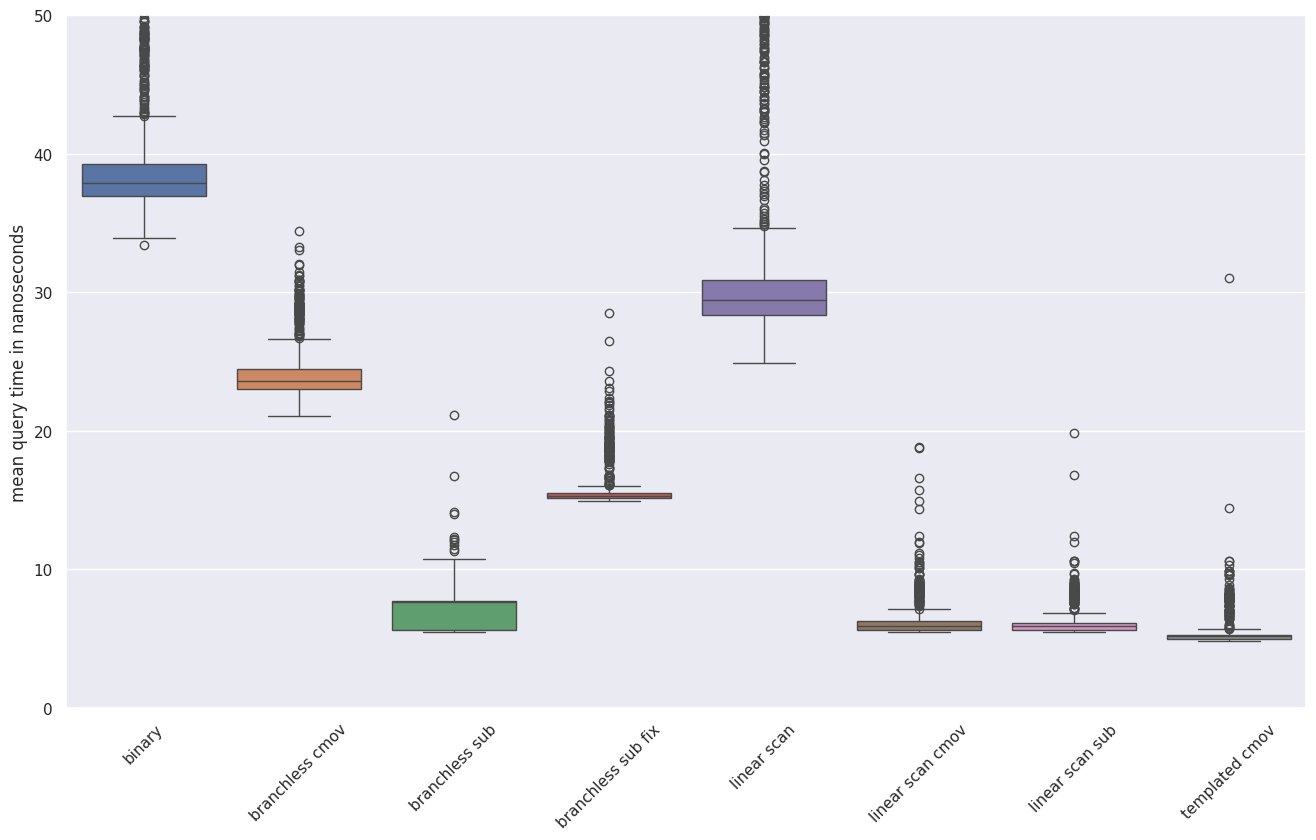 50
40
30
20
10
0
mean query time in nanoseconds
binary
branchless cmov
branchless sub
branchless sub fix
linear scan
linear scan cmov
linear scan sub
templated cmov